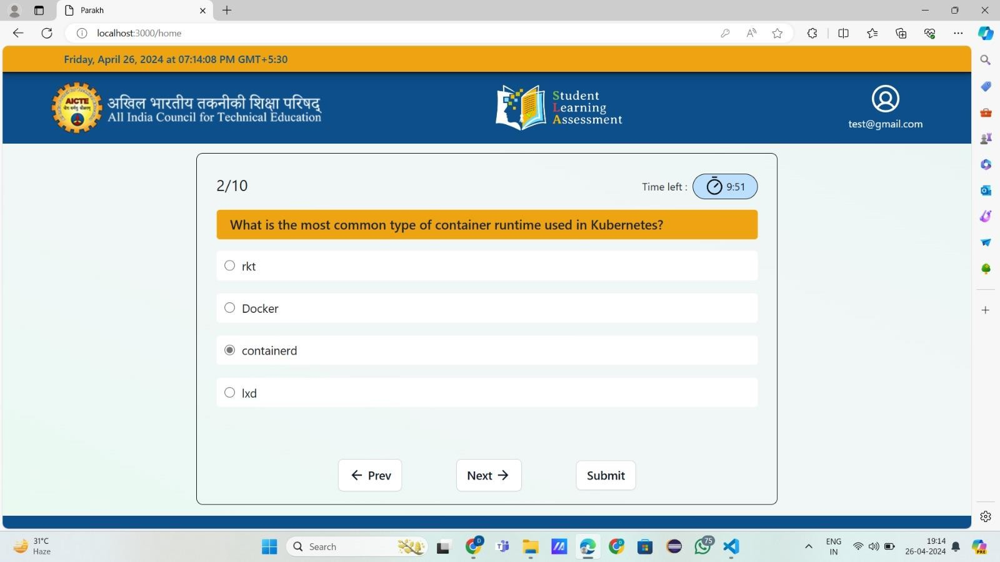 Parakh
localhost:3000/home
Friday, April 26, 2024 at 07:14:08 PM GMT+5:30
AICTE
अखिल भारतीय तकनीकी शिक्षा परिषद्
All India Council for Technical Education
Student
Learning
Assessment
test@gmail.com
2/10
Time left :
9:51
What is the most common type of container runtime used in Kubernetes?
rkt
Docker
containerd
lxd
← Prev
Next →
Submit
31°C
Haze
Search
D
75
ENG
IN
19:14
26-04-2024
PRE